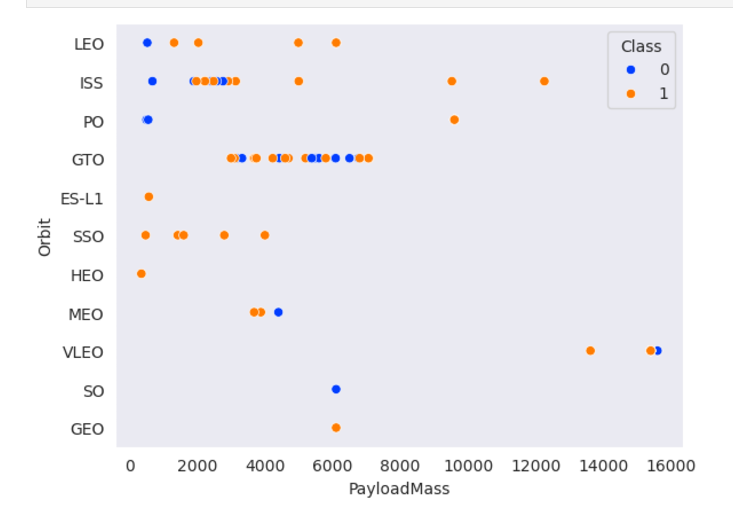 Class
0
1
LEO
ISS
PO
GTO
ES-L1
SSO
HEO
MEO
VLEO
SO
GEO
Orbit
0 2000 4000 6000 8000 10000 12000 14000 16000
PayloadMass